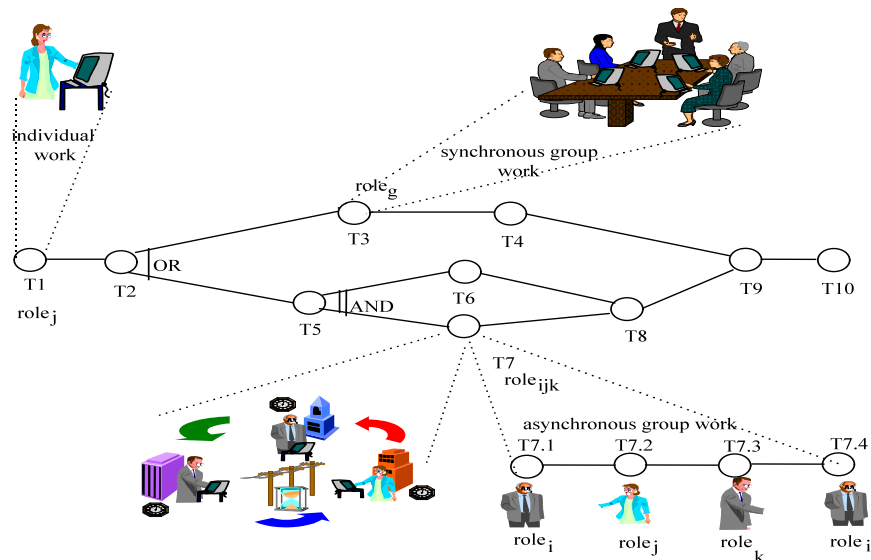 individual
work
synchronous group
work
role g
T3
T4
OR
T1
T2
T9
T10
T6
AND
T5
T8
role j
T7
role ijk
asynchronous group work
T7.1 T7.2 T7.3 T7.4
role i role j role k role i